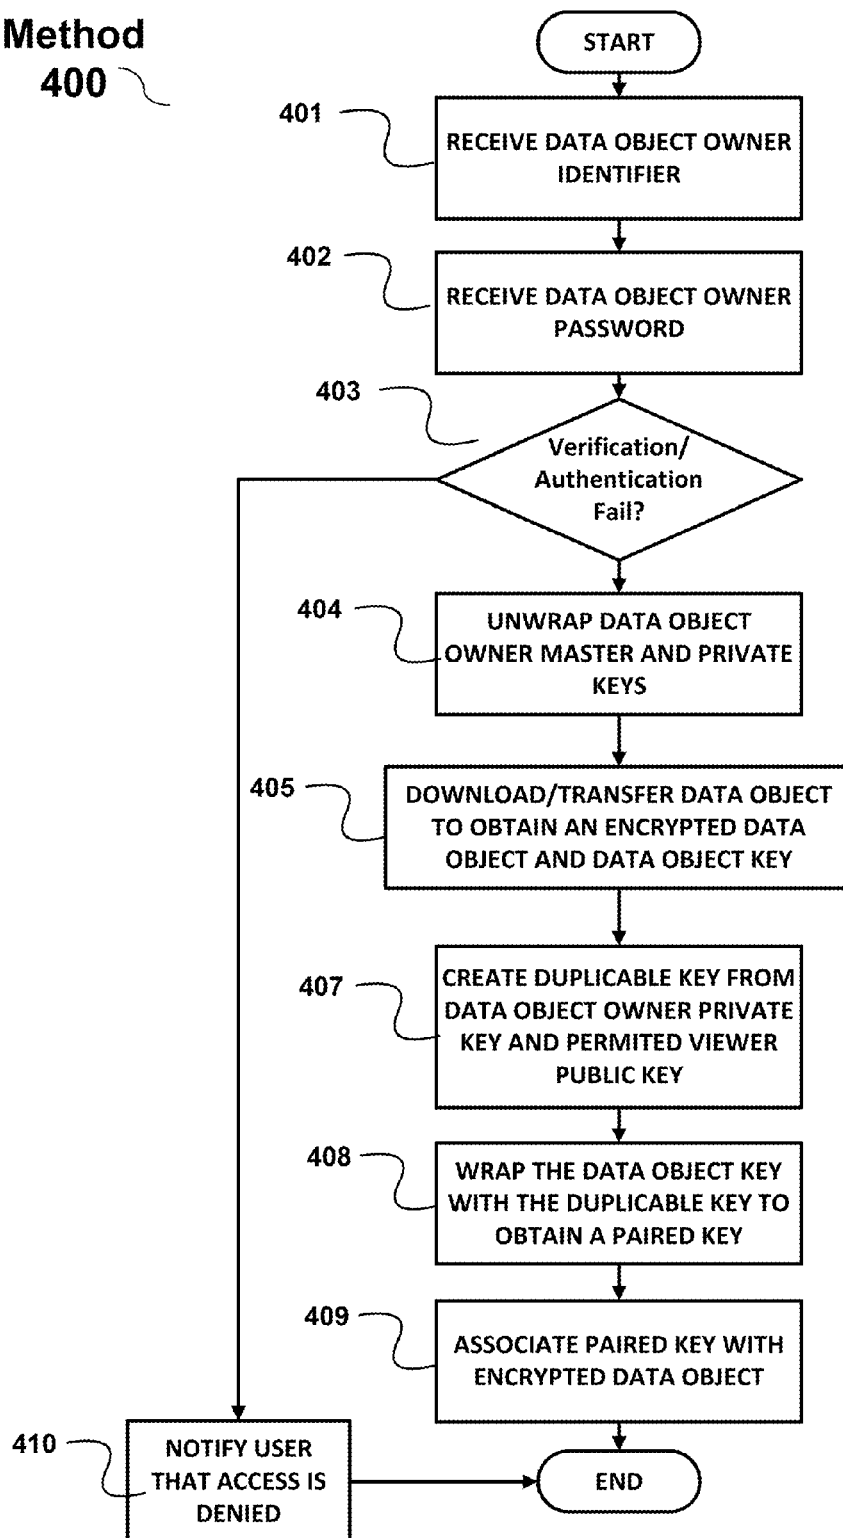 Method
400
START
401
RECEIVE DATA OBJECT OWNER
IDENTIFIER
402
RECEIVE DATA OBJECT OWNER
PASSWORD
403
Verification/
Authentication
Fail?
404
UNWRAP DATA OBJECT
OWNER MASTER AND PRIVATE
KEYS
405
DOWNLOAD/TRANSFER DATA OBJECT
TO OBTAIN AN ENCRYPTED DATA
OBJECT AND DATA OBJECT KEY
407
CREATE DUPLICABLE KEY FROM
DATA OBJECT OWNER PRIVATE
KEY AND PERMITED VIEWER
PUBLIC KEY
408
WRAP THE DATA OBJECT KEY
WITH THE DUPLICABLE KEY TO
OBTAIN A PAIRED KEY
409
ASSOCIATE PAIRED KEY WITH
ENCRYPTED DATA OBJECT
410
NOTIFY USER
THAT ACCESS IS
DENIED
END